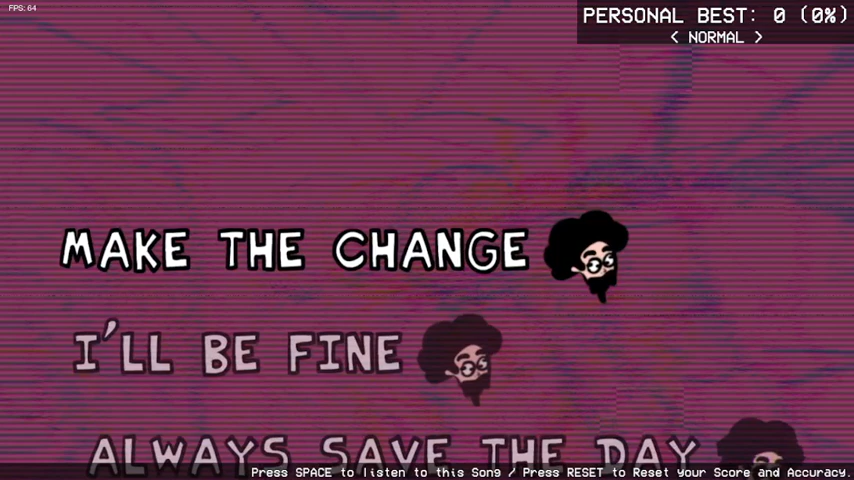 FPS: 64
PERSONAL BEST: 0 (0%)
< NORMAL >
MAKE THE CHANGE
I'LL BE FINE
ALWAYS SAVE THE DAY
Press SPACE to listen to this Song / Press RESET to Reset your Score and Accuracy.